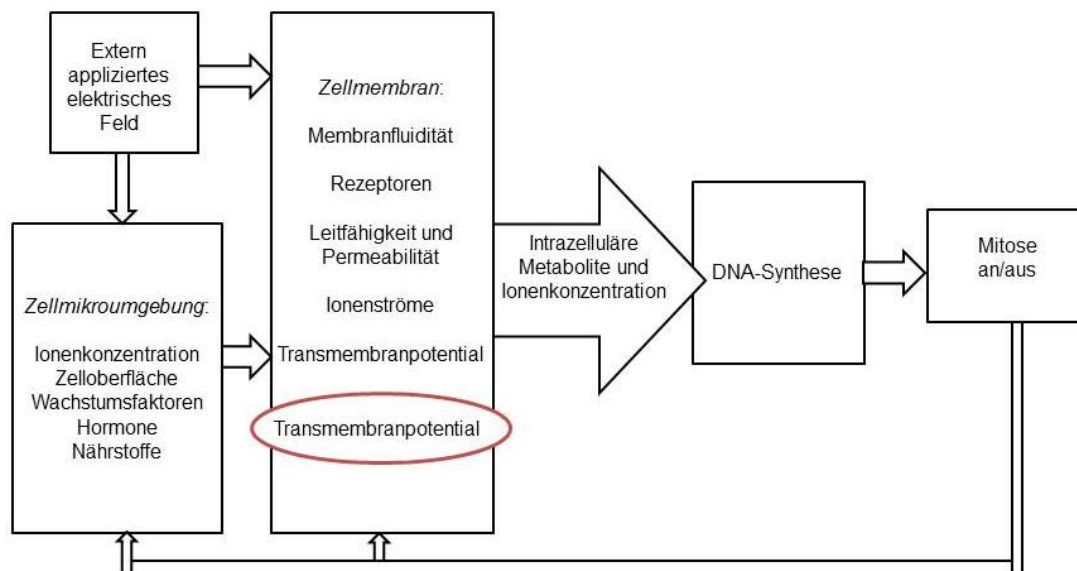 Extern
appliziertes
elektrisches
Feld
Zellmikroumgebung:
Ionenkonzentration
Zelloberfläche
Wachstumsfaktoren
Hormone
Nährstoffe
Zellmembran:
Membranfluidität
Rezeptoren
Leitfähigkeit und
Permeabilität
Ionenströme
Transmembranpotential
Transmembranpotential
Intrazelluläre
Metabolite und
Ionenkonzentration
DNA-Synthese
Mitose
an/aus